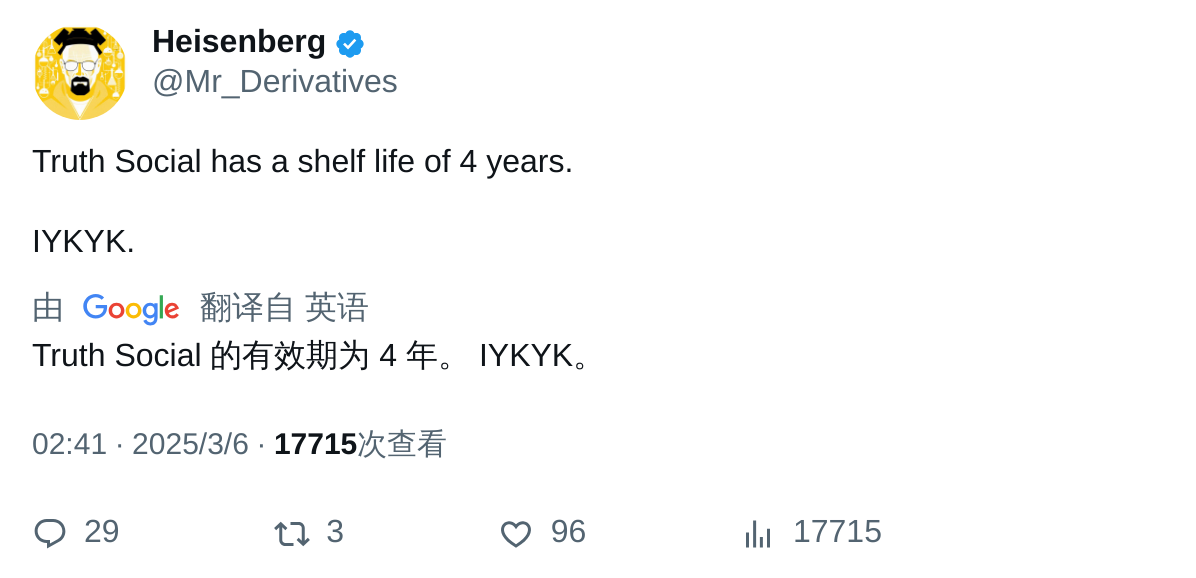 Heisenberg
@Mr_Derivatives
Truth Social has a shelf life of 4 years.
IYKYK.
由 Google 翻译自 英语
Truth Social 的有效期为 4 年。 IYKYK。
02:41 · 2025/3/6 · 17715次查看
29 3 96 17715